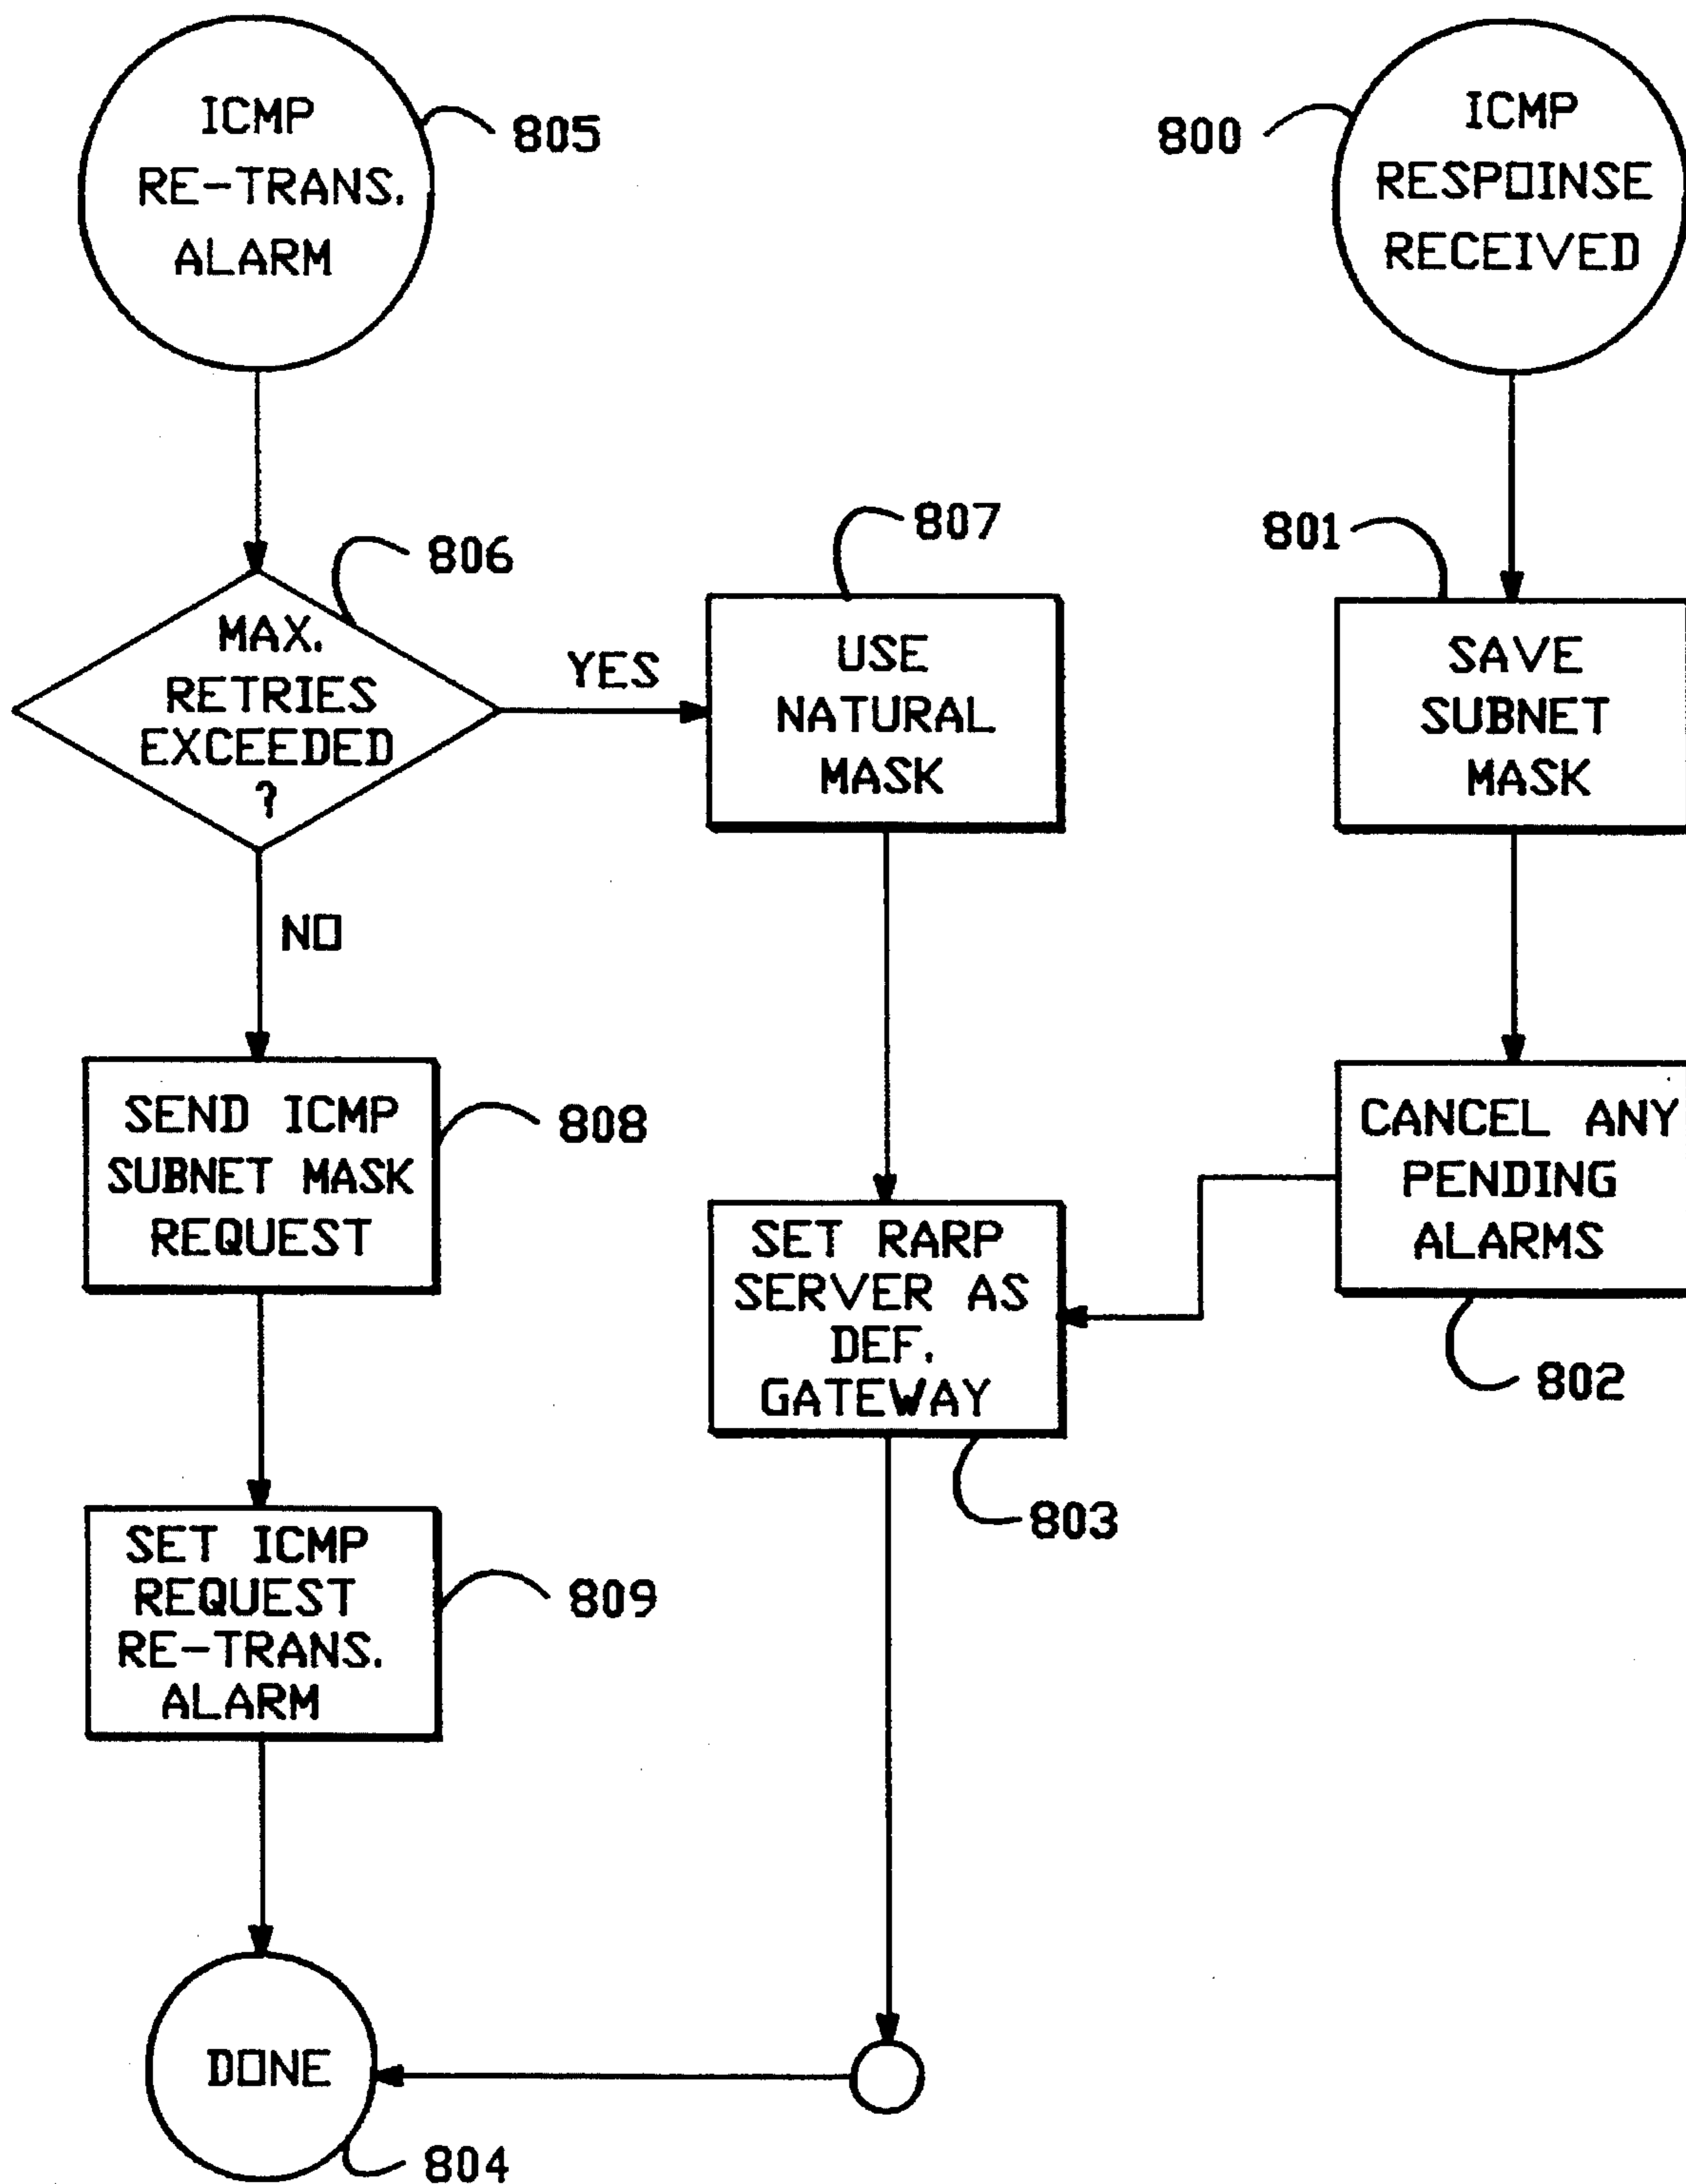 ICMP
RE-TRANS.
ALARM
805
800
ICMP
RESPOINSE
RECEIVED
806
MAX.
RETRIES
EXCEEDED
?
YES
NO
807
USE
NATURAL
MASK
801
SAVE
SUBNET
MASK
SEND ICMP
SUBNET MASK
REQUEST
808
SET RARP
SERVER AS
DEF.
GATEWAY
803
CANCEL ANY
PENDING
ALARMS
802
SET ICMP
REQUEST
RE-TRANS.
ALARM
809
DONE
804